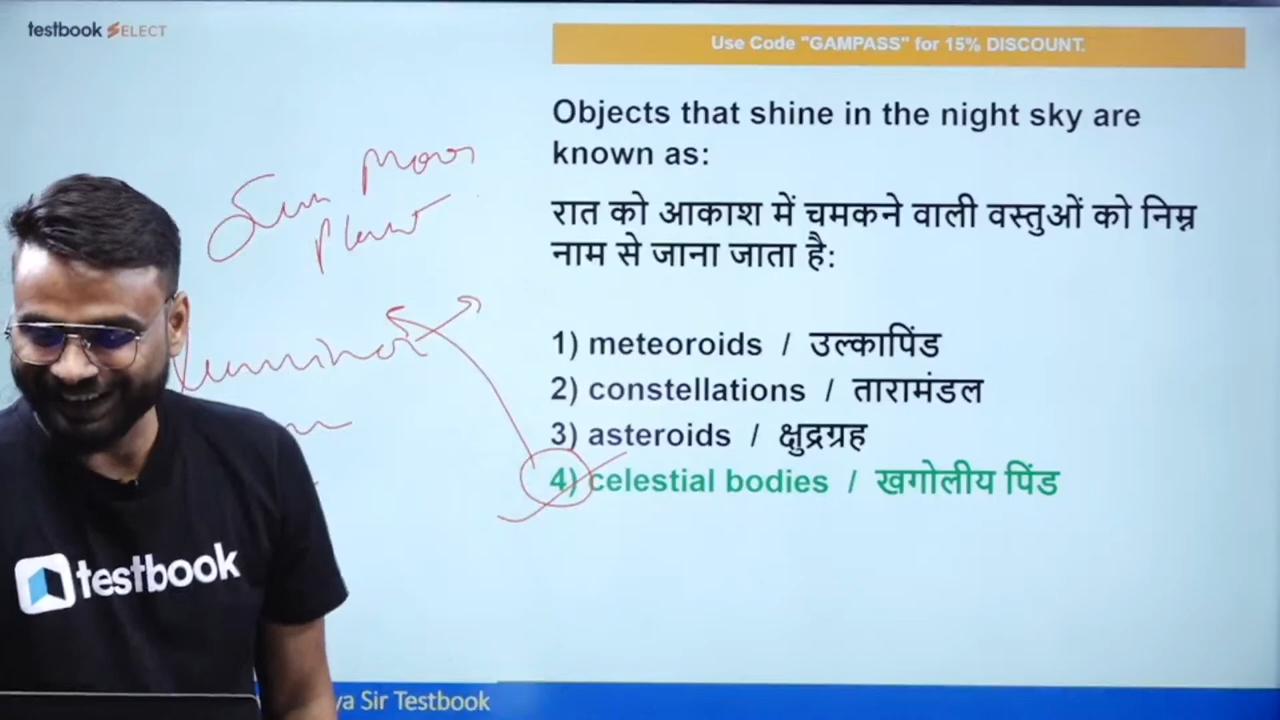 testbook SELECT
Use Code "GAMPASS" for 15% DISCOUNT.
Objects that shine in the night sky are
known as:
रात को आकाश में चमकने वाली वस्तुओं को निम्न
नाम से जाना जाता है:
Sun Moon
Planet
1) meteoroids / उल्कापिंड
2) constellations / तारामंडल
3) asteroids / क्षुद्रग्रह
4) celestial bodies / खगोलीय पिंड
testbook
ya Sir Testbook